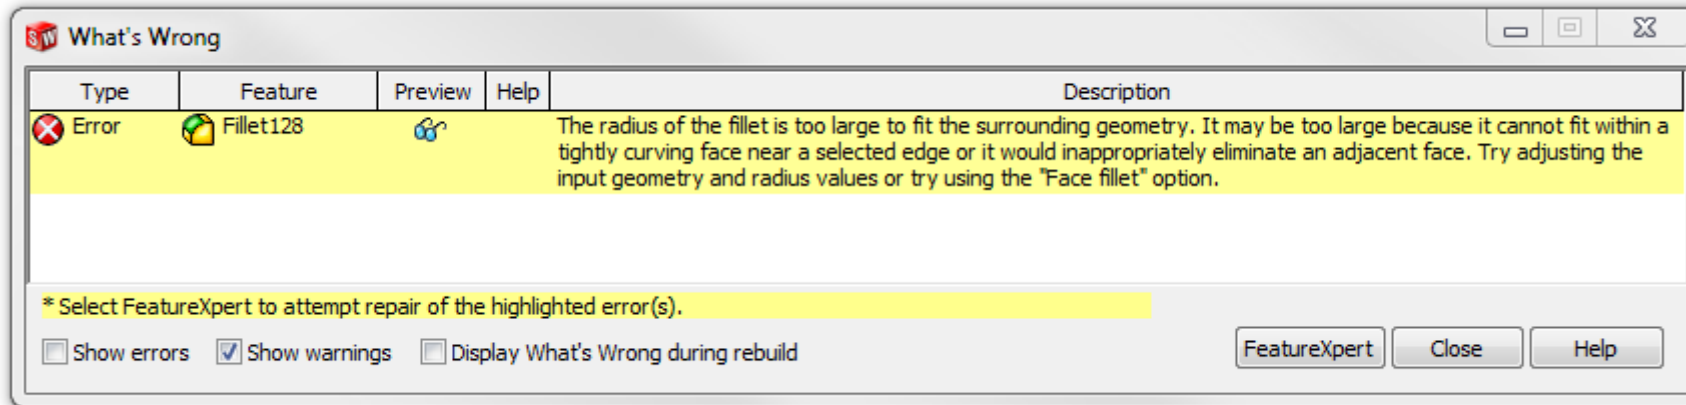 What's Wrong
Type Feature Preview Help Description
Error Fillet128 The radius of the fillet is too large to fit the surrounding geometry. It may be too large because it cannot fit within a
tightly curving face near a selected edge or it would inappropriately eliminate an adjacent face. Try adjusting the
input geometry and radius values or try using the "Face fillet" option.
* Select FeatureXpert to attempt repair of the highlighted error(s).
Show errors Show warnings Display What's Wrong during rebuild FeatureXpert Close Help